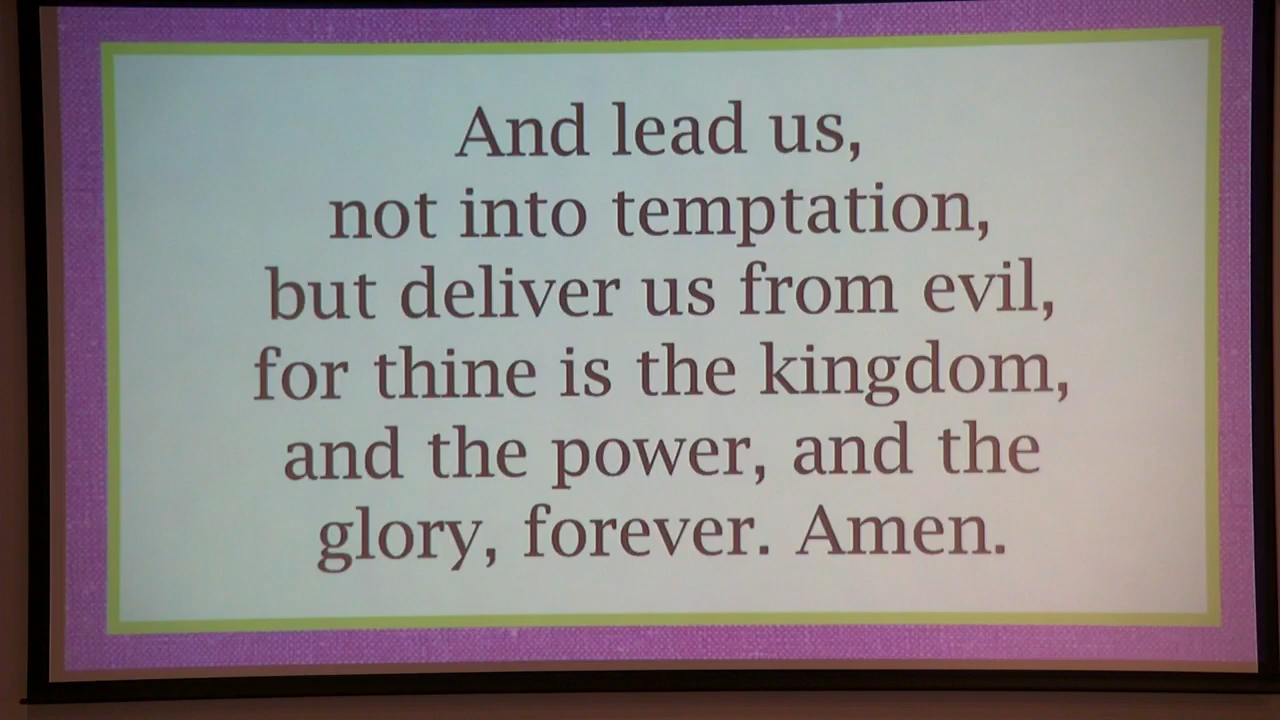 And lead us,
not into temptation,
but deliver us from evil,
for thine is the kingdom,
and the power, and the
glory, forever. Amen.